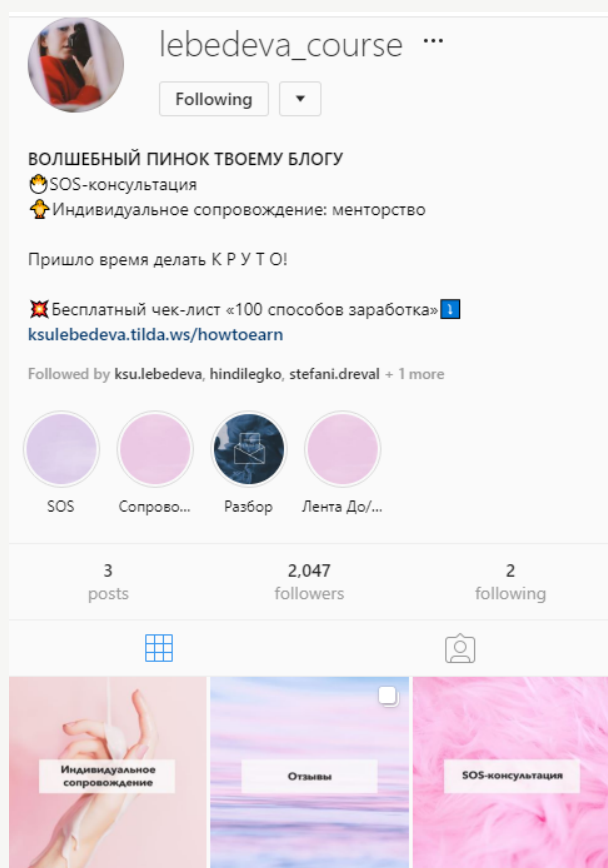 lebedeva_course ...
Following
ВОЛШЕБНЫЙ ПИНОК ТВОЕМУ БЛОГУ
SOS-консультация
Индивидуальное сопровождение: менторство
Пришло время делать К Р У Т О!
Бесплатный чек-лист «100 способов заработка»
ksulebedeva.tilda.ws/howtoearn
Followed by ksu.lebedeva, hindilegko, stefani.dreval + 1 more
SOS Сопрово... Разбор Лента До/...
3 2,047 2
posts followers following
Индивидуальное
сопровождение
Отзывы
SOS-консультация